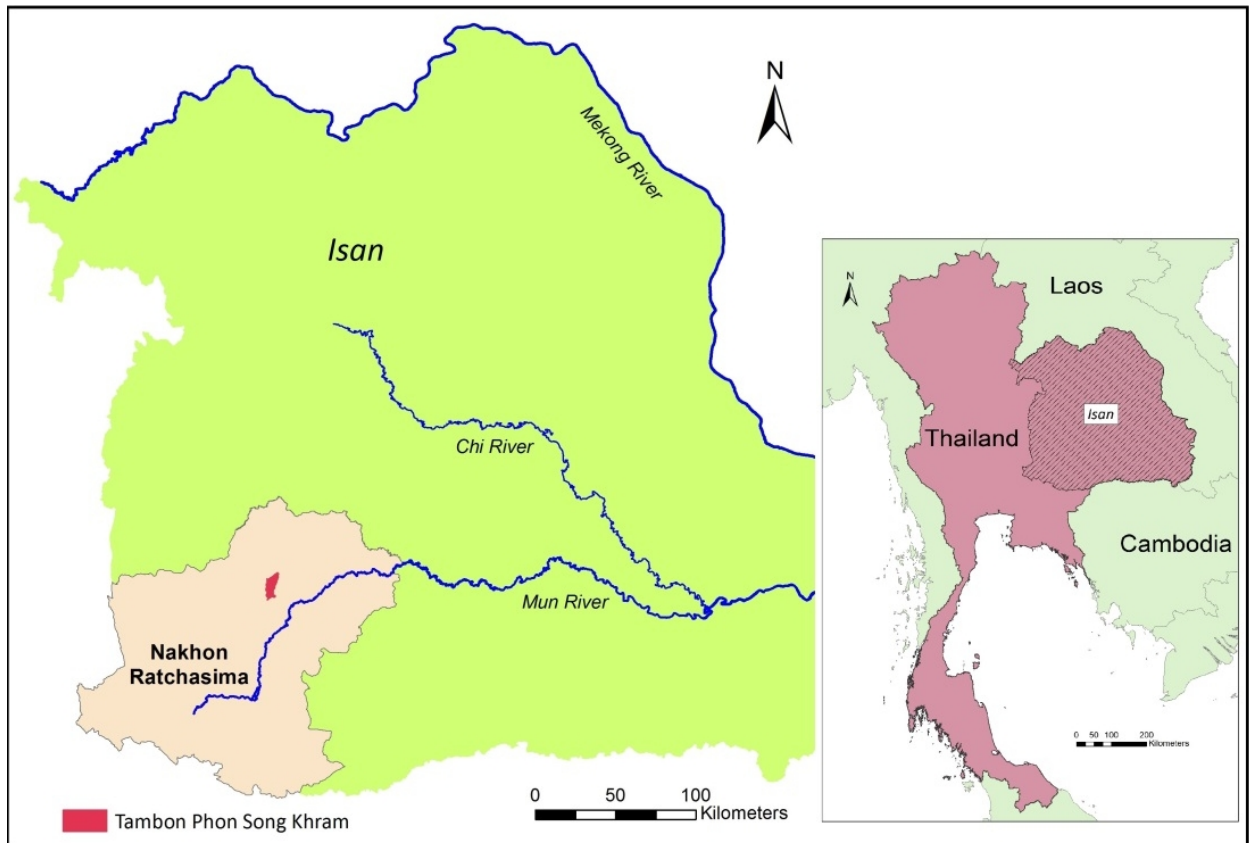 N
Mekong River
Isan
Chi River
Mun River
Nakhon
Ratchasima
Tambon Phon Song Khram
0 50 100
Kilometers
N
Laos
Isan
Thailand
Cambodia
0 50 100 200
Kilometers